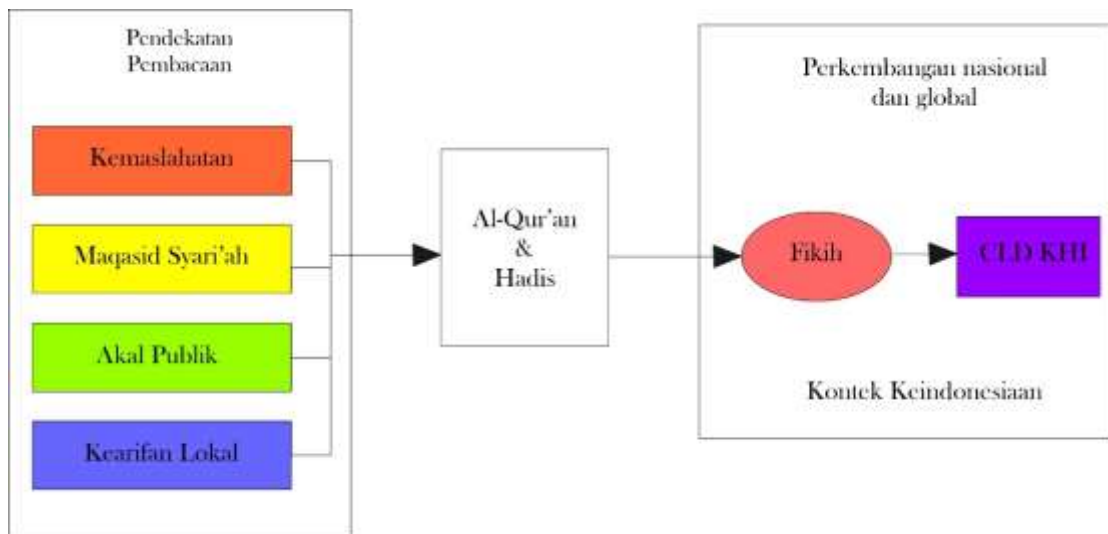 Pendekatan
Pembacaan
Kemaslahatan
Maqasid Syari'ah
Akal Publik
Kearifan Lokal
Al-Qur'an
&
Hadis
Perkembangan nasional
dan global
Fikih
CLD KHI
Kontek Keindonesiaan